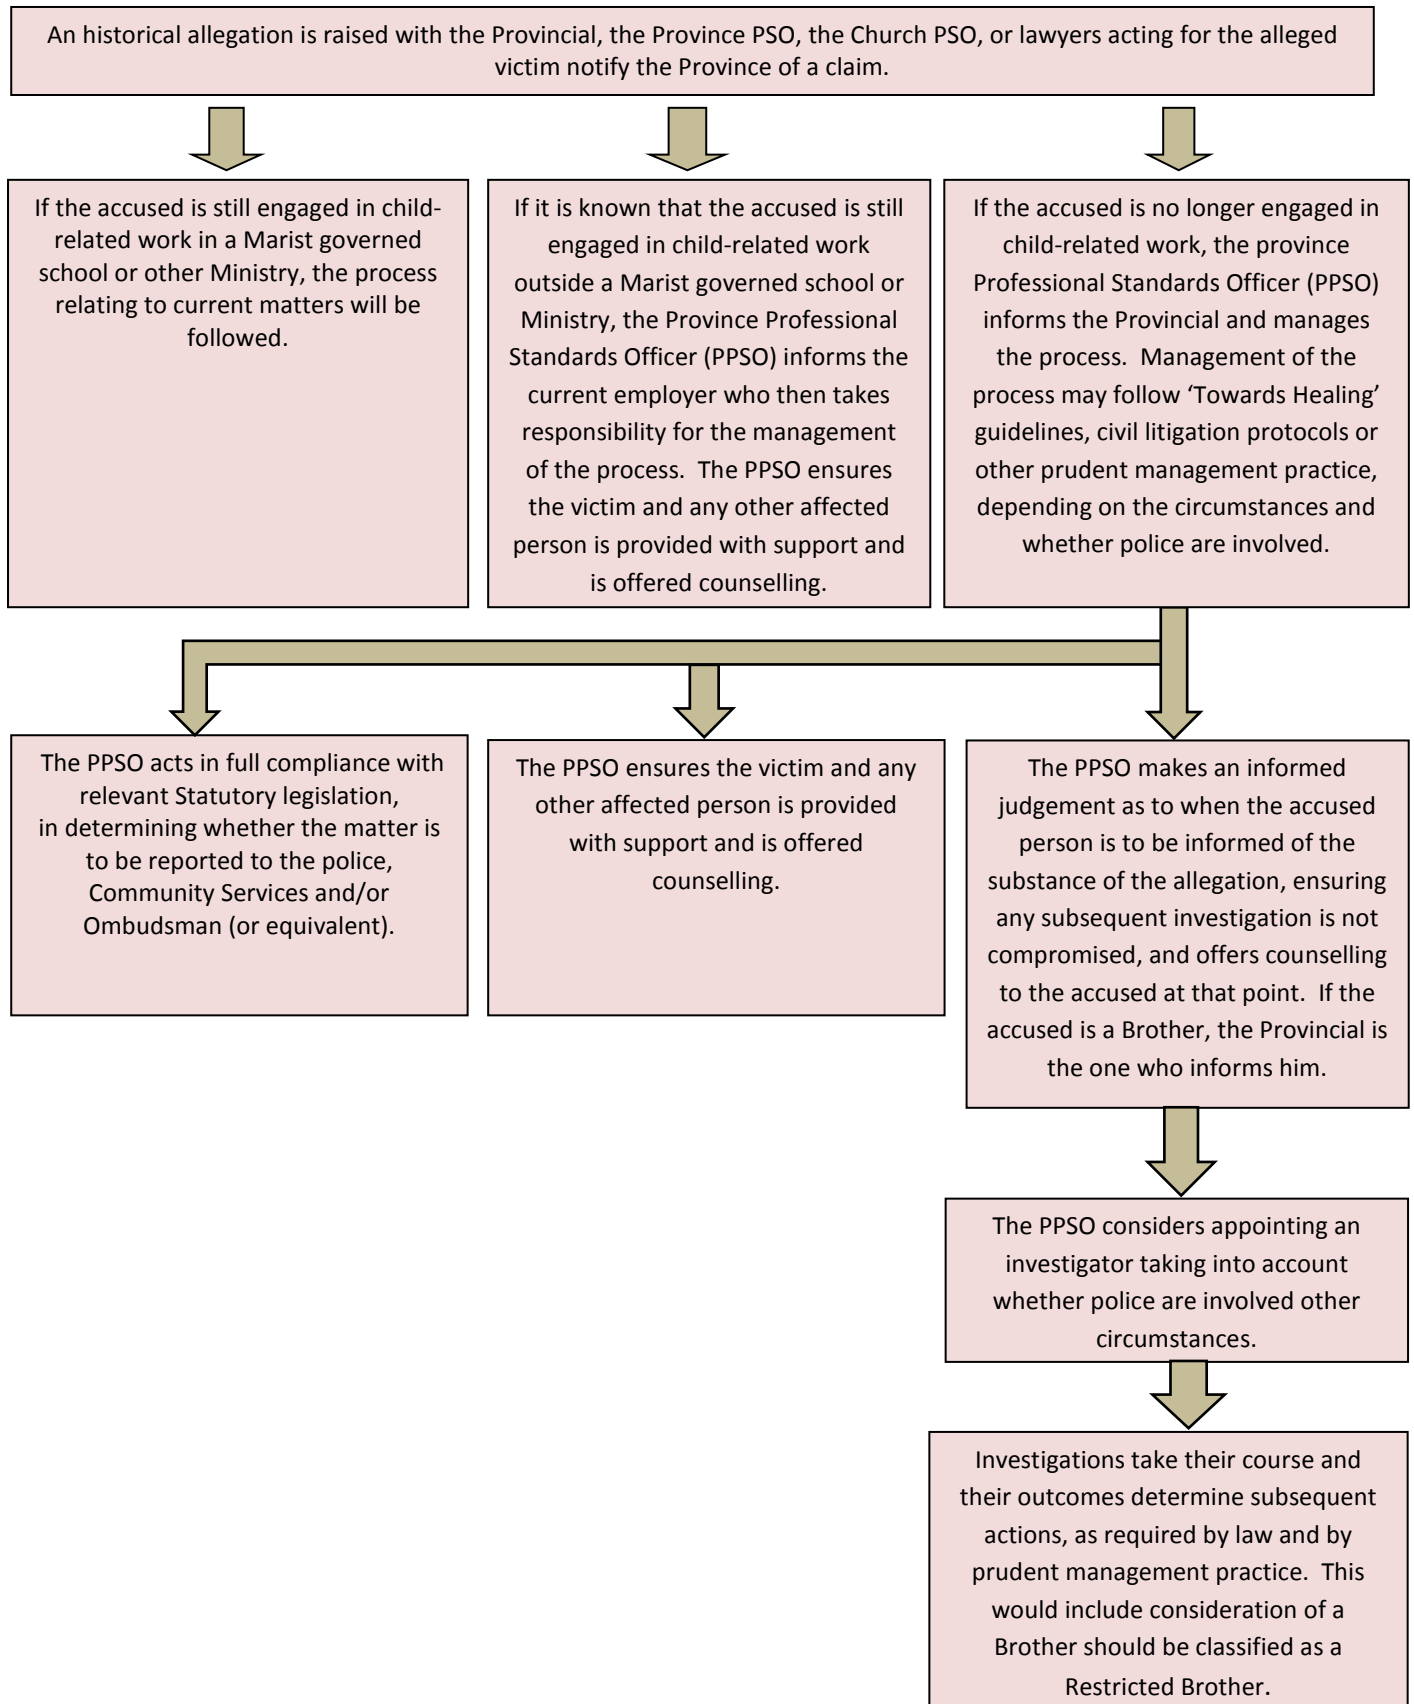 An historical allegation is raised with the Provincial, the Province PSO, the Church PSO, or lawyers acting for the alleged
victim notify the Province of a claim.
If the accused is still engaged in child-
related work in a Marist governed
school or other Ministry, the process
relating to current matters will be
followed.
If it is known that the accused is still
engaged in child-related work
outside a Marist governed school or
Ministry, the Province Professional
Standards Officer (PPSO) informs the
current employer who then takes
responsibility for the management
of the process.  The PPSO ensures
the victim and any other affected
person is provided with support and
is offered counselling.
If the accused is no longer engaged in
child-related work, the province
Professional Standards Officer (PPSO)
informs the Provincial and manages
the process.  Management of the
process may follow ‘Towards Healing’
guidelines, civil litigation protocols or
other prudent management practice,
depending on the circumstances and
whether police are involved.
The PPSO acts in full compliance with
relevant Statutory legislation,
in determining whether the matter is
to be reported to the police,
Community Services and/or
Ombudsman (or equivalent).
The PPSO ensures the victim and any
other affected person is provided
with support and is offered
counselling.
The PPSO makes an informed
judgement as to when the accused
person is to be informed of the
substance of the allegation, ensuring
any subsequent investigation is not
compromised, and offers counselling
to the accused at that point.  If the
accused is a Brother, the Provincial is
the one who informs him.
The PPSO considers appointing an
investigator taking into account
whether police are involved other
circumstances.
Investigations take their course and
their outcomes determine subsequent
actions, as required by law and by
prudent management practice.  This
would include consideration of a
Brother should be classified as a
Restricted Brother.